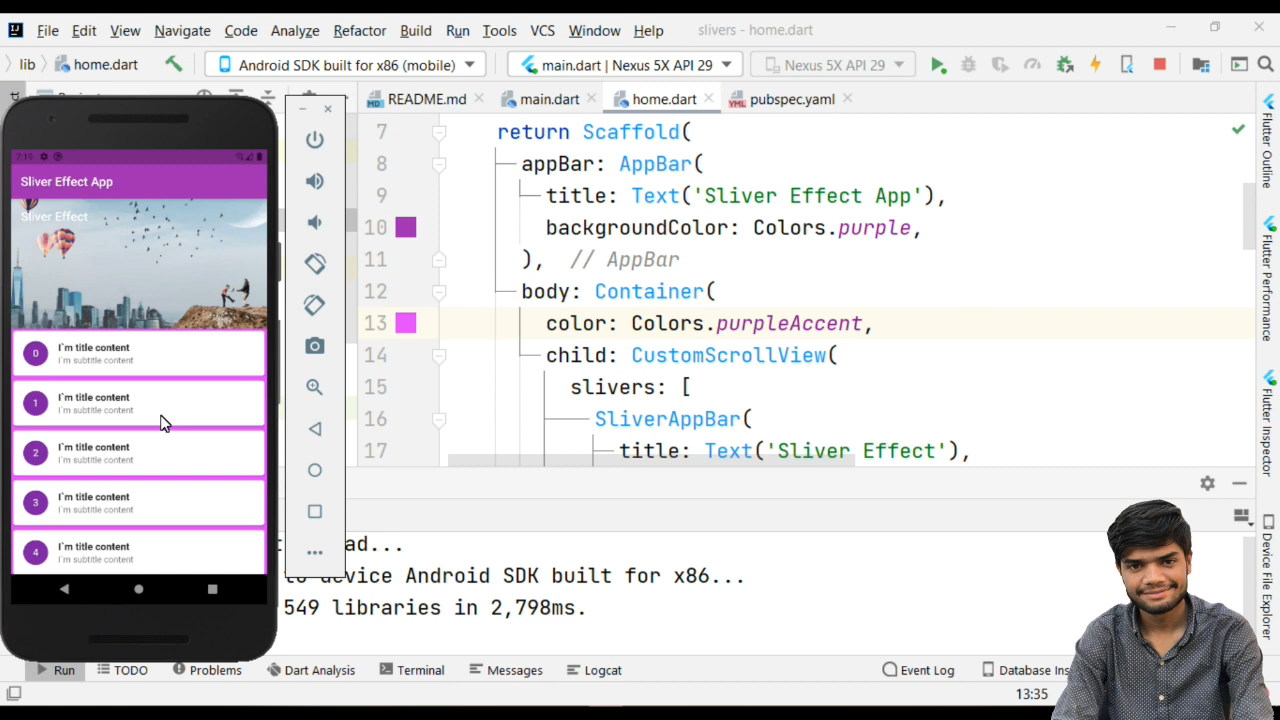 File Edit View Navigate Code Analyze Refactor Build Run Tools VCS Window Help slivers - home.dart
lib home.dart Android SDK built for x86 (mobile) main.dart | Nexus 5X API 29 Nexus 5X API 29
README.md main.dart home.dart pubspec.yaml
7 return Scaffold(
8 appBar: AppBar(
9 title: Text('Sliver Effect App'),
10 backgroundColor: Colors.purple,
11 ), // AppBar
12 body: Container(
13 color: Colors.purpleAccent,
14 child: CustomScrollView(
15 slivers: [
16 SliverAppBar(
17 title: Text('Sliver Effect'),
7:19
Sliver Effect App
Sliver Effect
0 I`m title content
I`m subtitle content
1 I`m title content
I`m subtitle content
2 I`m title content
I`m subtitle content
3 I`m title content
I`m subtitle content
4 I`m title content
I`m subtitle content
Flutter Outline
Flutter Performance
Flutter Inspector
Device File Explorer
ad...
to device Android SDK built for x86...
549 libraries in 2,798ms.
Run TODO Problems Dart Analysis Terminal Messages Logcat Event Log Database Ins
13:35